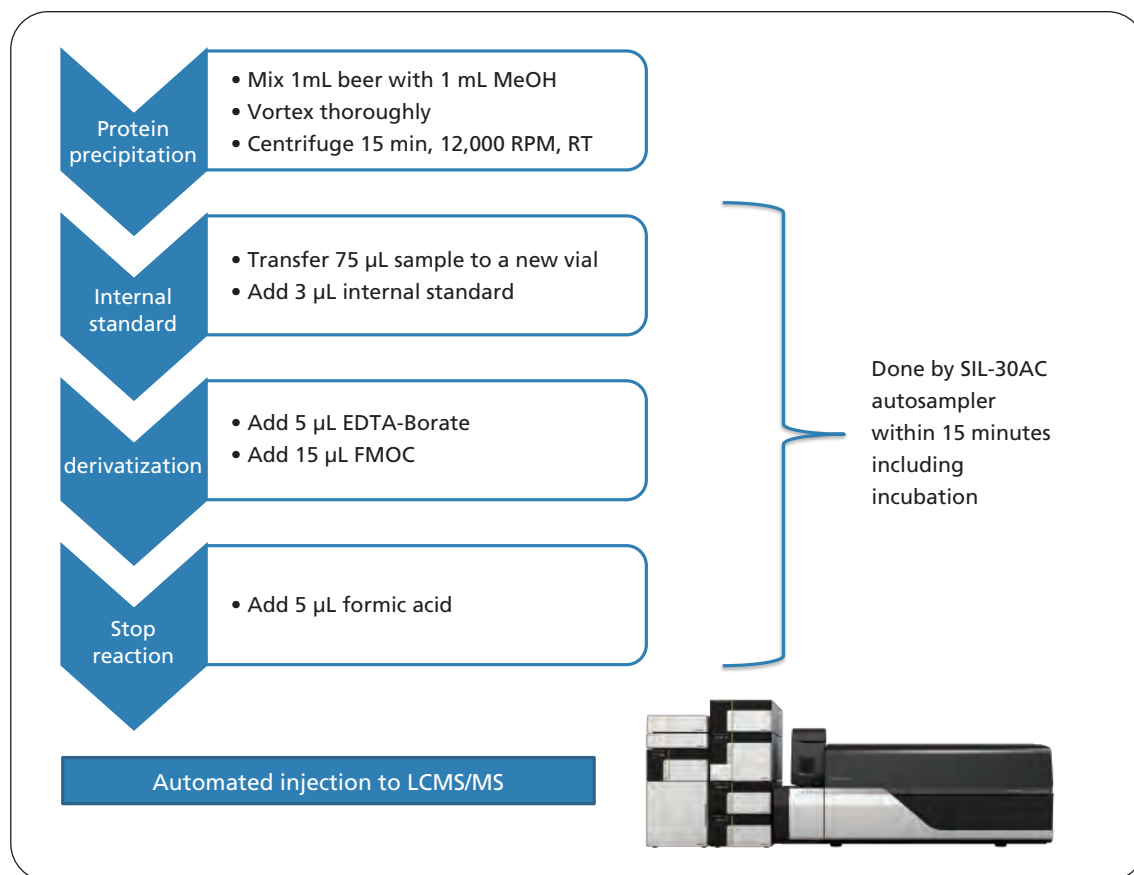 Protein
precipitation
• Mix 1mL beer with 1 mL MeOH
• Vortex thoroughly
• Centrifuge 15 min, 12,000 RPM, RT
Internal
standard
• Transfer 75 µL sample to a new vial
• Add 3 µL internal standard
derivatization
• Add 5 µL EDTA-Borate
• Add 15 µL FMOC
Stop
reaction
• Add 5 µL formic acid
Done by SIL-30AC
autosampler
within 15 minutes
including
incubation
Automated injection to LCMS/MS